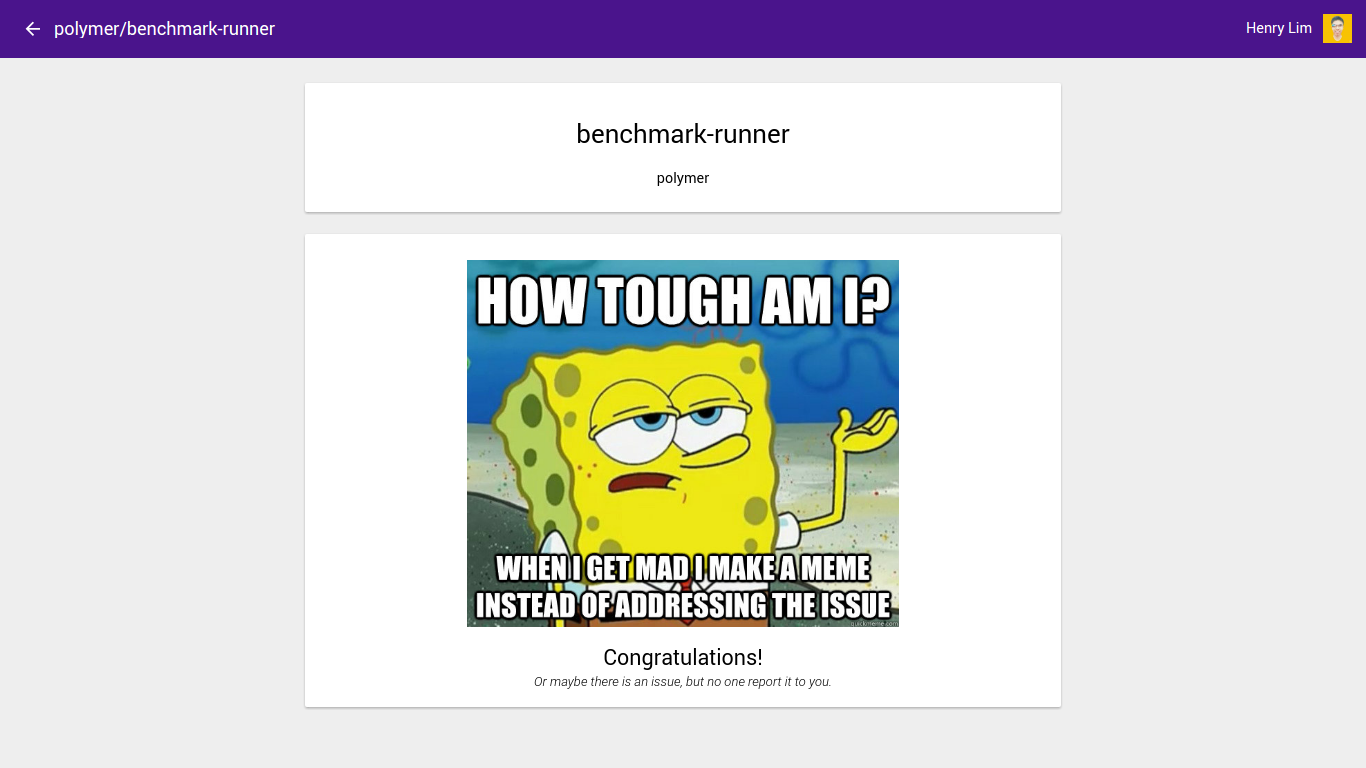 polymer/benchmark-runner
Henry Lim
benchmark-runner
polymer
HOW TOUGH AM I?
WHEN I GET MAD I MAKE A MEME
INSTEAD OF ADDRESSING THE ISSUE
quickmeme.com
Congratulations!
Or maybe there is an issue, but no one report it to you.